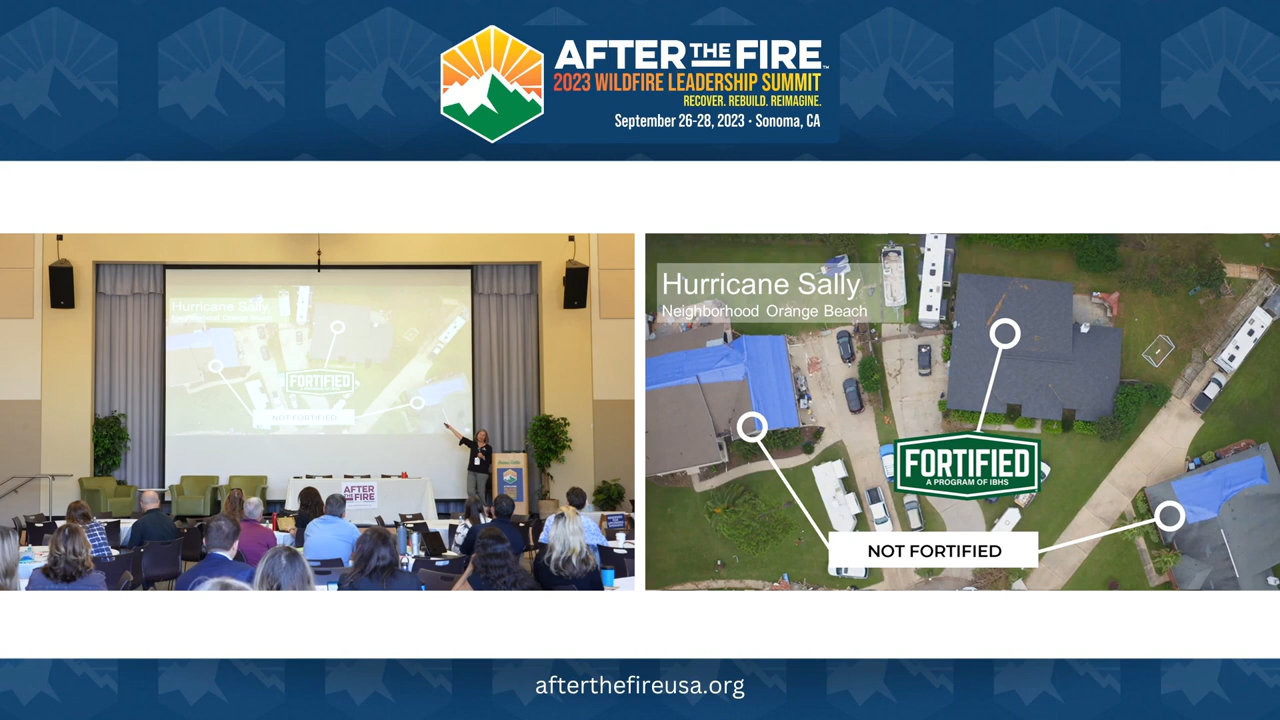 AFTER THE FIRE™
2023 WILDFIRE LEADERSHIP SUMMIT
RECOVER. REBUILD. REIMAGINE.
September 26-28, 2023 • Sonoma, CA
Hurricane Sally
FORTIFIED
NOT FORTIFIED
AFTER
THE FIRE
Hurricane Sally
Neighborhood Orange Beach
FORTIFIED
A PROGRAM OF IBHS
NOT FORTIFIED
afterthefireusa.org